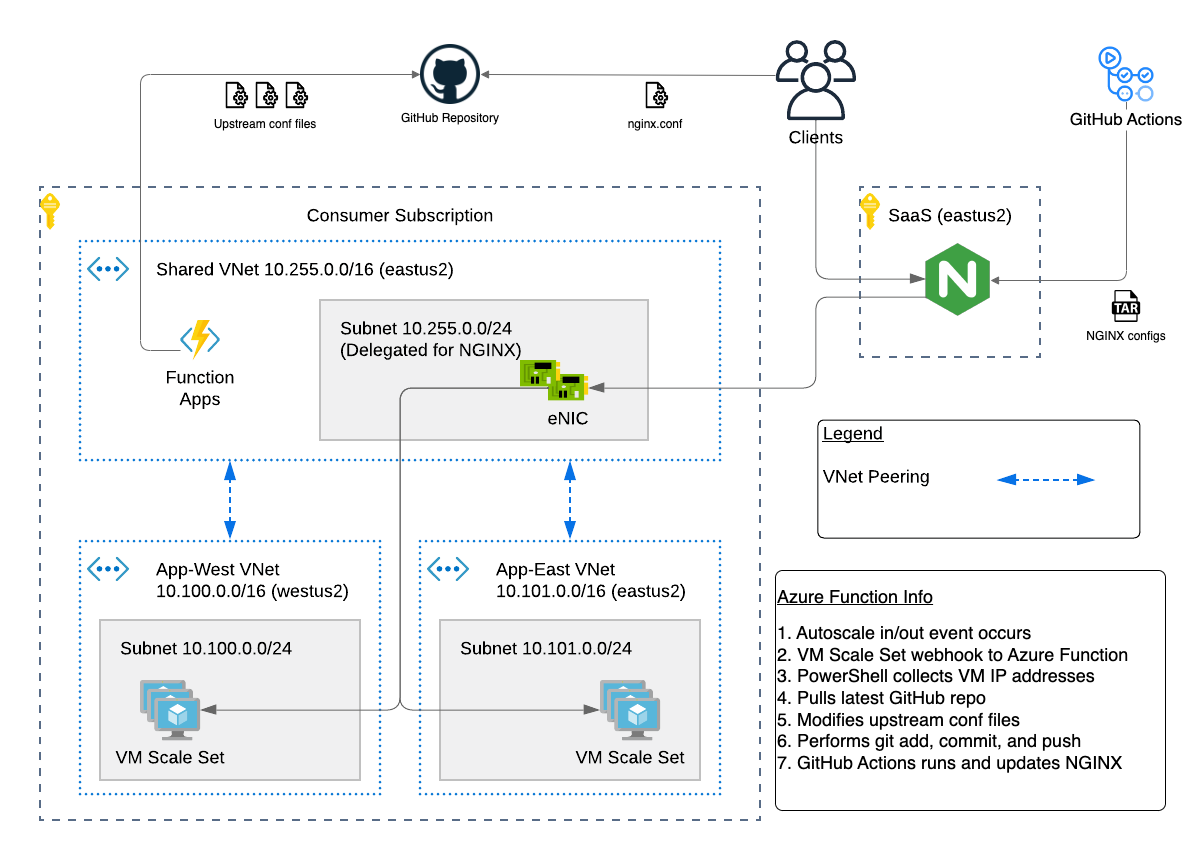 Upstream conf files
GitHub Repository
nginx.conf
Clients
GitHub Actions
Consumer Subscription
SaaS (eastus2)
N
Shared VNet 10.255.0.0/16 (eastus2)
Subnet 10.255.0.0/24
(Delegated for NGINX)
Function
Apps
eNIC
TAR
NGINX configs
Legend
VNet Peering
App-West VNet
10.100.0.0/16 (westus2)
Subnet 10.100.0.0/24
VM Scale Set
App-East VNet
10.101.0.0/16 (eastus2)
Subnet 10.101.0.0/24
VM Scale Set
Azure Function Info
1. Autoscale in/out event occurs
2. VM Scale Set webhook to Azure Function
3. PowerShell collects VM IP addresses
4. Pulls latest GitHub repo
5. Modifies upstream conf files
6. Performs git add, commit, and push
7. GitHub Actions runs and updates NGINX